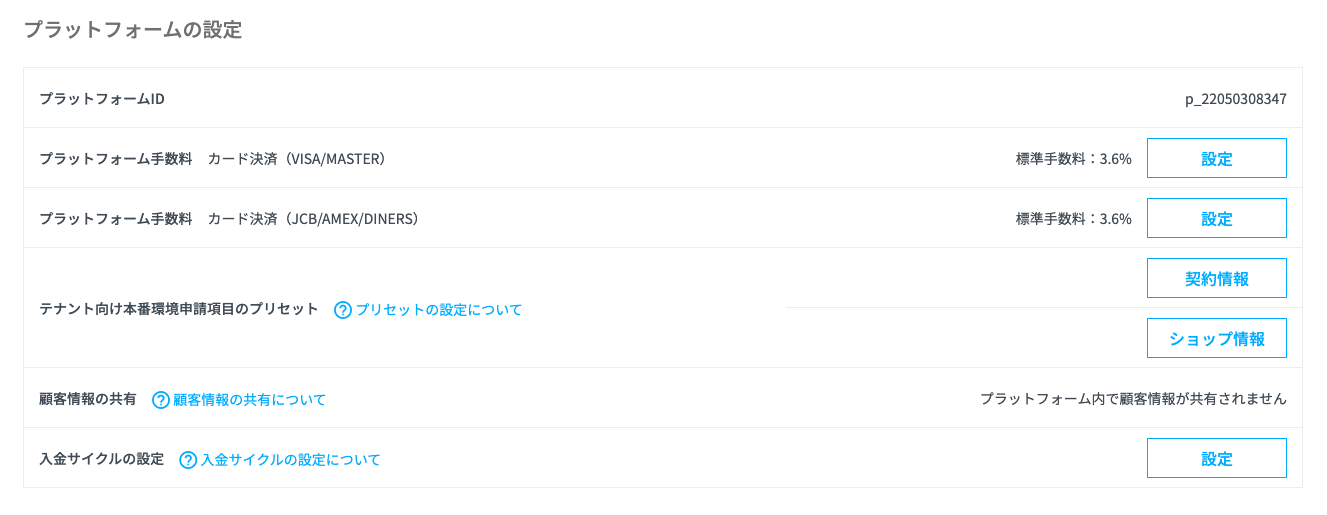 プラットフォームの設定
プラットフォームID p_22050308347
プラットフォーム手数料 カード決済（VISA/MASTER） 標準手数料：3.6% 設定
プラットフォーム手数料 カード決済（JCB/AMEX/DINERS） 標準手数料：3.6% 設定
契約情報
テナント向け本番環境申請項目のプリセット ? プリセットの設定について
ショップ情報
顧客情報の共有 ? 顧客情報の共有について プラットフォーム内で顧客情報が共有されません
入金サイクルの設定 ? 入金サイクルの設定について 設定